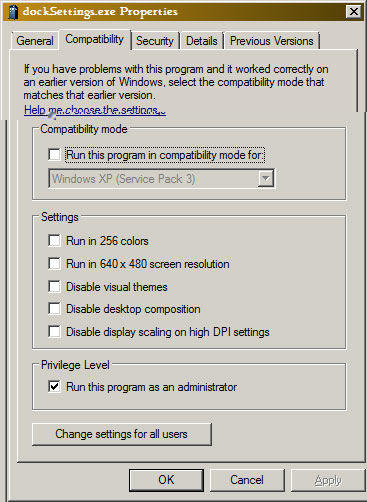 dockSettings.exe Properties
General Compatibility Security Details Previous Versions
If you have problems with this program and it worked correctly on
an earlier version of Windows, select the compatibility mode that
matches that earlier version.
Help me choose the settings.
Compatibility mode
Run this program in compatibility mode for:
Windows XP (Service Pack 3)
Settings
Run in 256 colors
Run in 640 x 480 screen resolution
Disable visual themes
Disable desktop composition
Disable display scaling on high DPI settings
Privilege Level
Run this program as an administrator
Change settings for all users
OK Cancel Apply